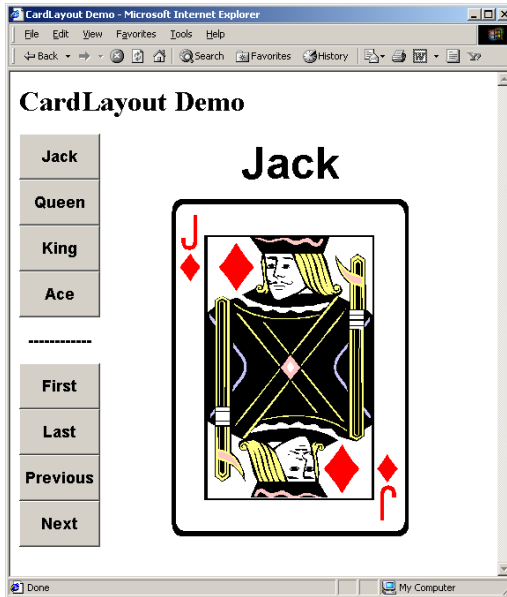 CardLayout Demo - Microsoft Internet Explorer
File Edit View Favorites Tools Help
Back Search Favorites History
CardLayout Demo
Jack
Queen
King
Ace
------------
First
Last
Previous
Next
Jack
J
J
Done My Computer